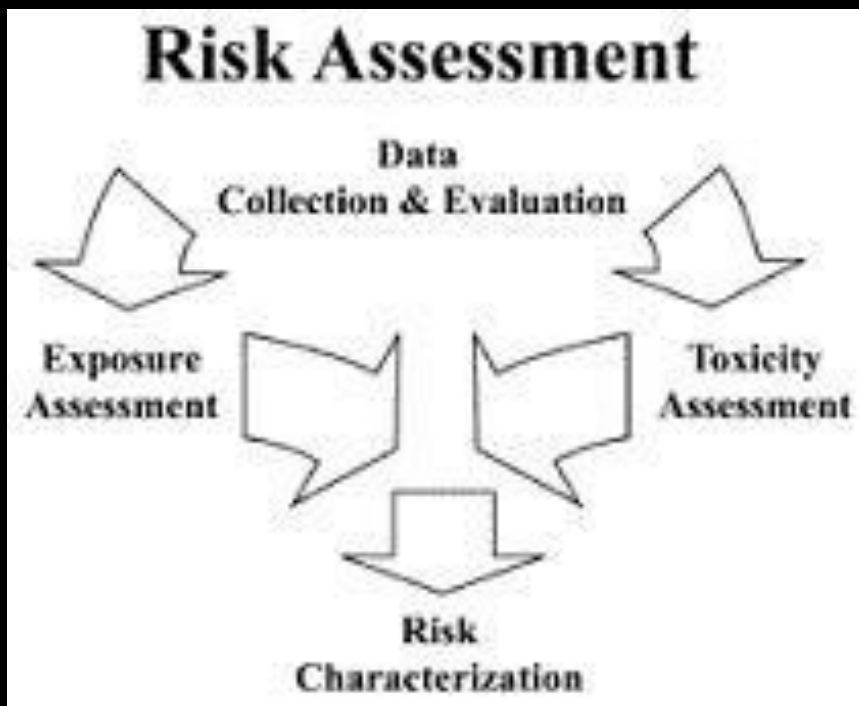 Risk Assessment
Data
Collection & Evaluation
Exposure
Assessment
Toxicity
Assessment
Risk
Characterization